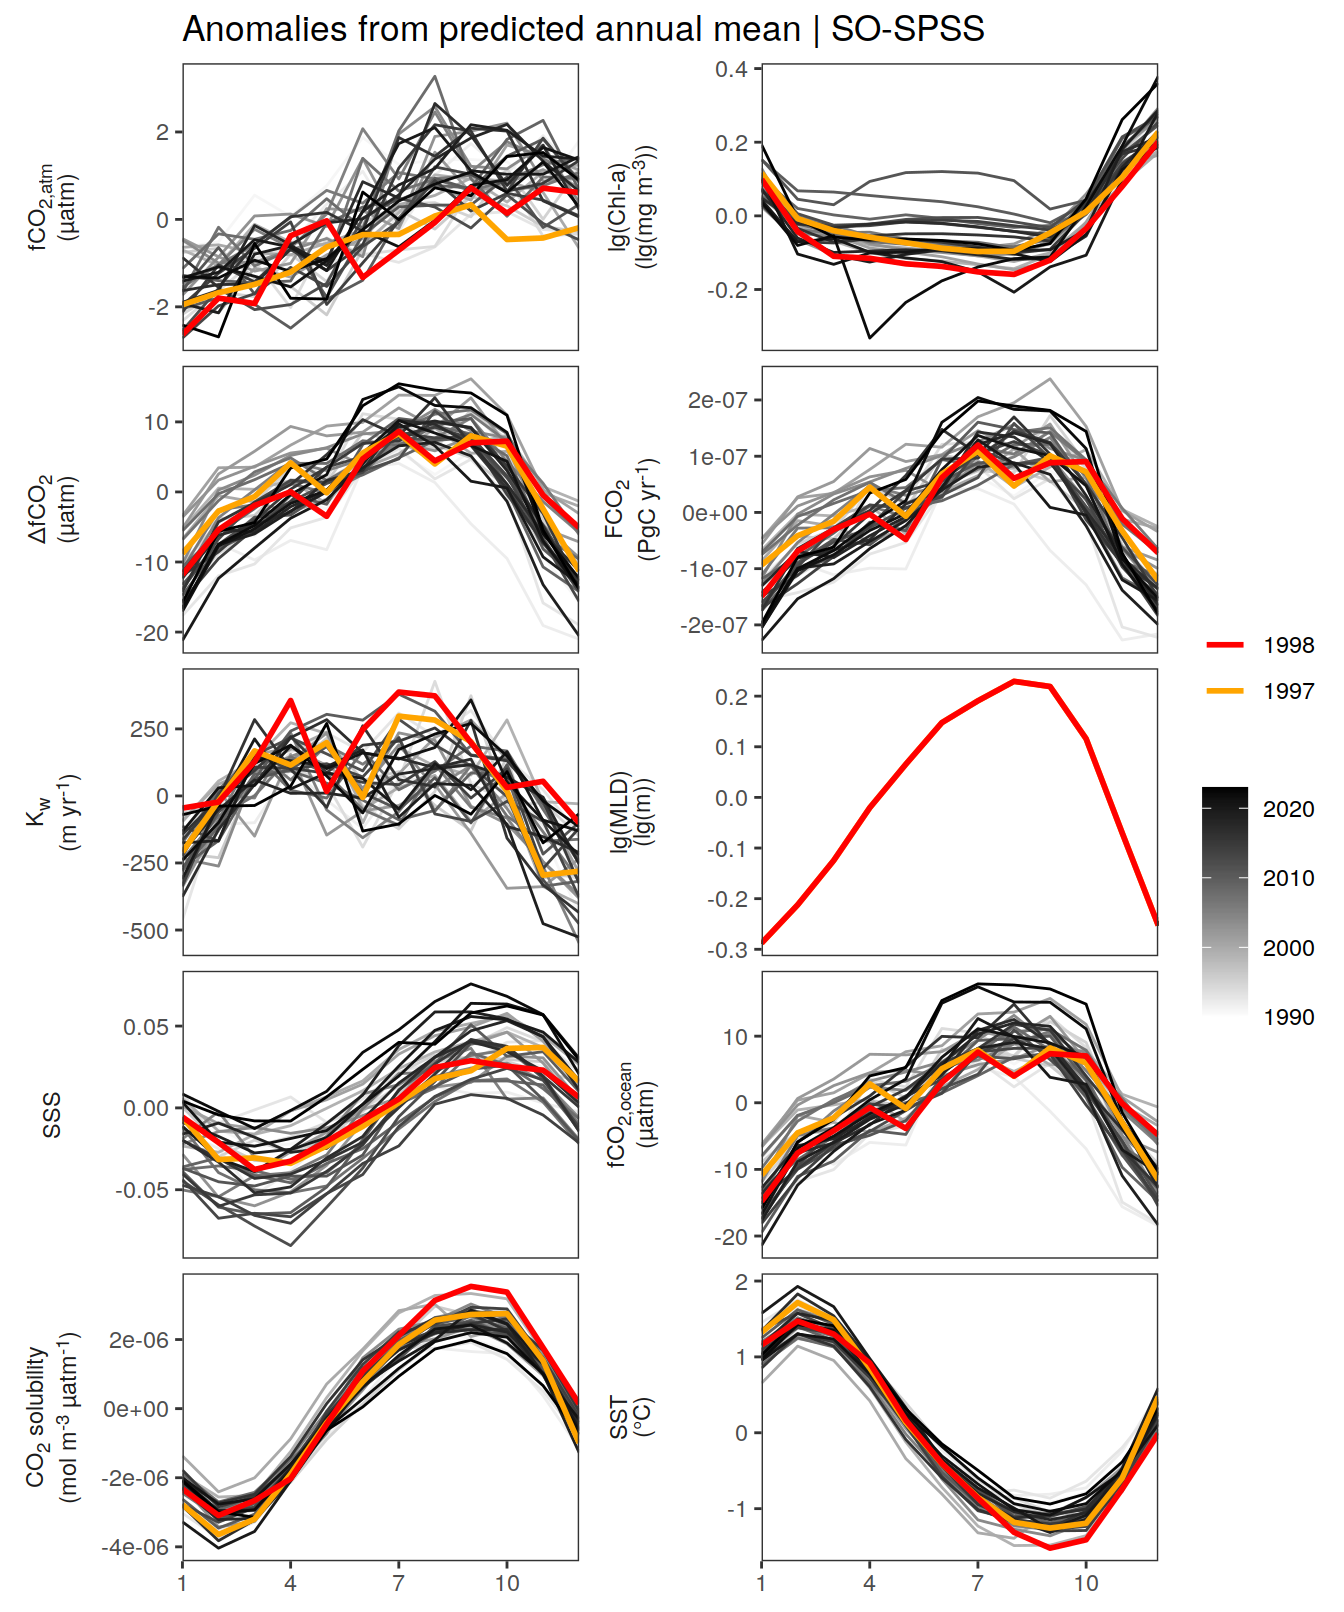 Anomalies from predicted annual mean | SO-SPSS
fCO2,atm
(µatm)
2
0
-2
lg(Chl-a)
(lg(mg m-3))
0.4
0.2
0.0
-0.2
ΔfCO2
(µatm)
10
0
-10
-20
FCO2
(PgC yr-1)
2e-07
1e-07
0e+00
-1e-07
-2e-07
Kw
(m yr-1)
250
0
-250
-500
lg(MLD)
(lg(m))
0.2
0.1
0.0
-0.1
-0.2
-0.3
SSS
0.05
0.00
-0.05
fCO2,ocean
(µatm)
10
0
-10
-20
CO2 solubility
(mol m-3 µatm-1)
2e-06
0e+00
-2e-06
-4e-06
1 4 7 10
SST
(°C)
2
1
0
-1
1 4 7 10
1998
1997
2020
2010
2000
1990